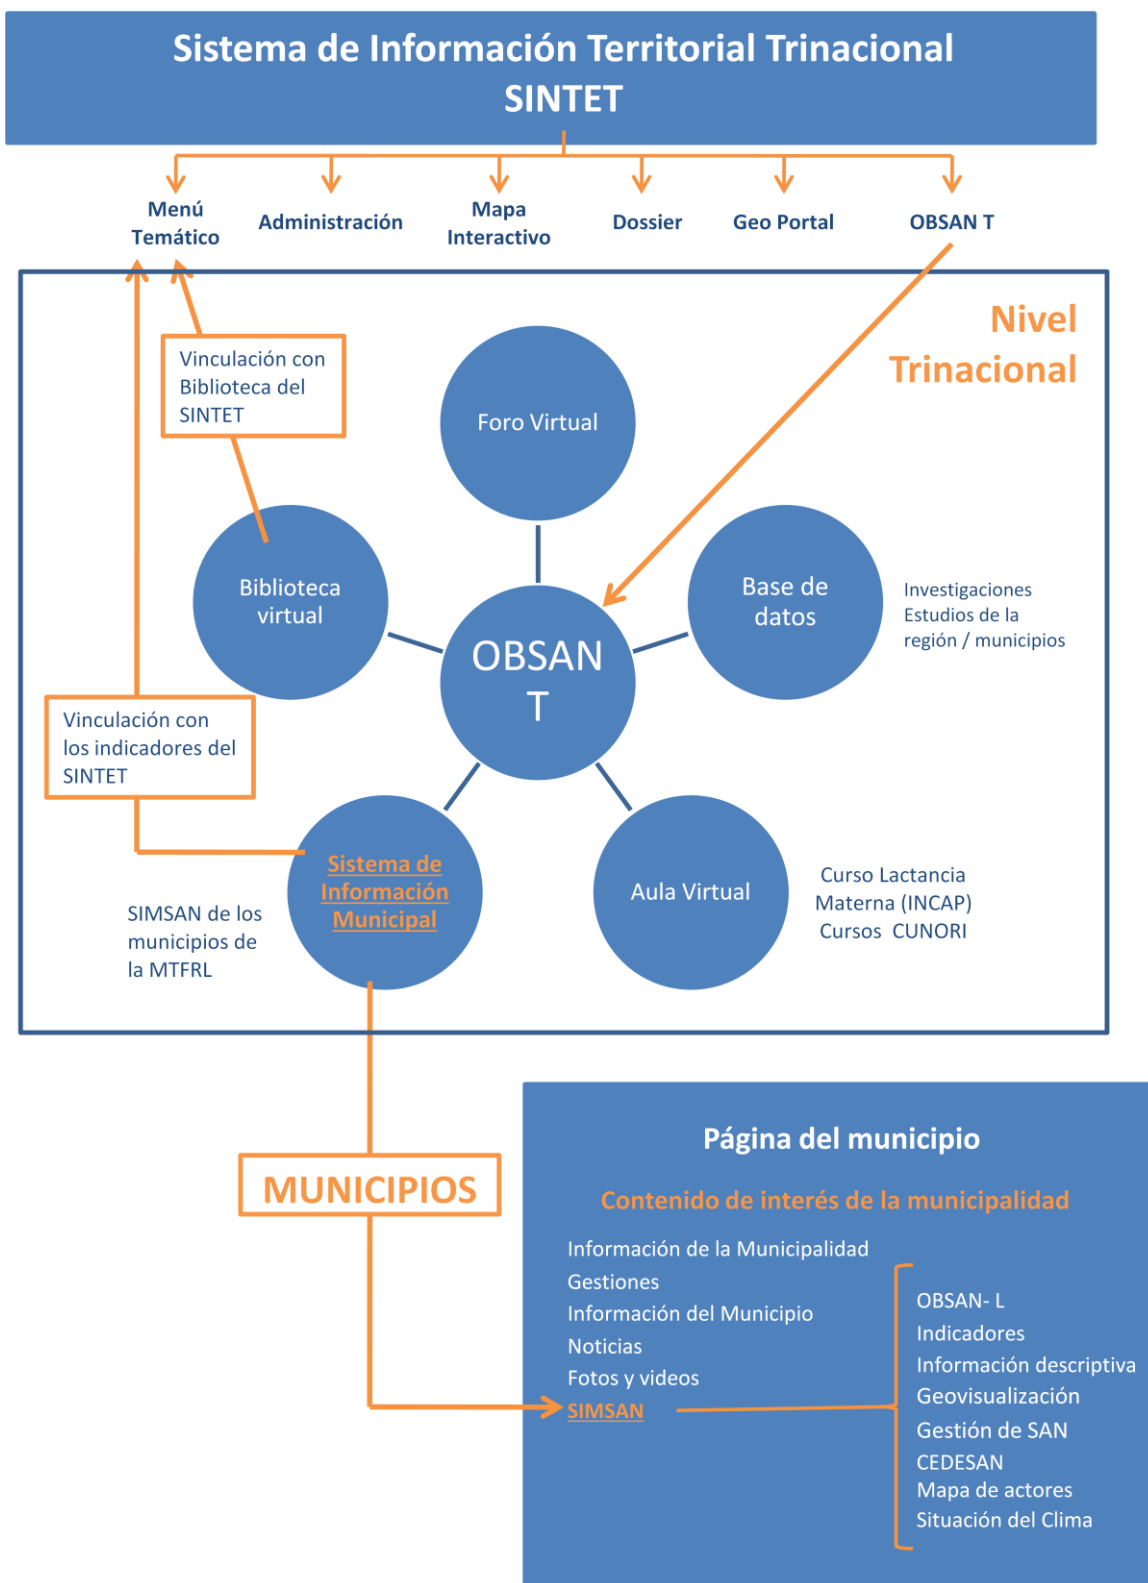 Sistema de Información Territorial Trinacional
SINTET
Menú
Temático
Administración
Mapa
Interactivo
Dossier
Geo Portal
OBSAN T
Nivel
Trinacional
Vinculación con
Biblioteca del
SINTET
Foro Virtual
Biblioteca
virtual
Base de
datos
Investigaciones
Estudios de la
región / municipios
OBSAN
T
Vinculación con
los indicadores del
SINTET
Sistema de
Información
Municipal
SIMSAN de los
municipios de
la MTFRL
Aula Virtual
Curso Lactancia
Materna (INCAP)
Cursos  CUNORI
MUNICIPIOS
Página del municipio
Contenido de interés de la municipalidad
Información de la Municipalidad
Gestiones
Información del Municipio
Noticias
Fotos y videos
SIMSAN
OBSAN- L
Indicadores
Información descriptiva
Geovisualización
Gestión de SAN
CEDESAN
Mapa de actores
Situación del Clima